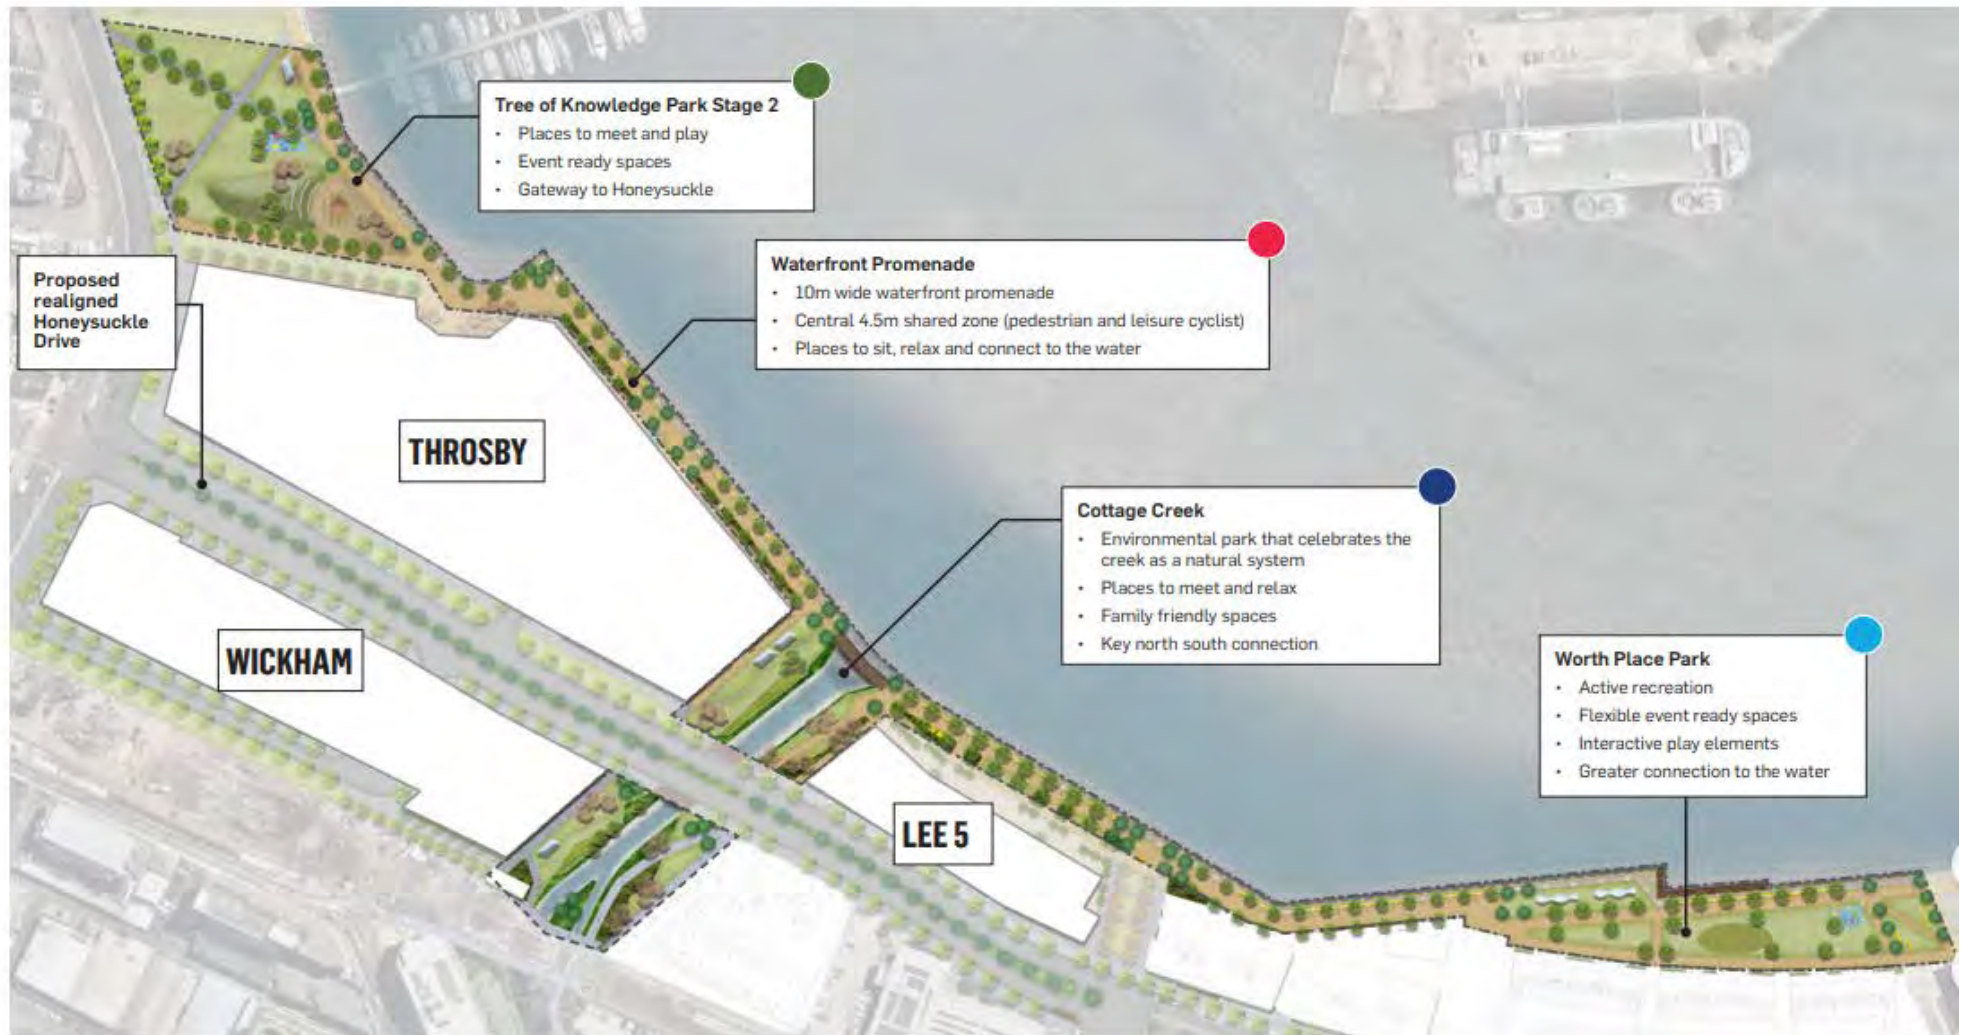 Tree of Knowledge Park Stage 2
• Places to meet and play
• Event ready spaces
• Gateway to Honeysuckle
Waterfront Promenade
• 10m wide waterfront promenade
• Central 4.5m shared zone (pedestrian and leisure cyclist)
• Places to sit, relax and connect to the water
Proposed
realigned
Honeysuckle
Drive
THROSBY
Cottage Creek
• Environmental park that celebrates the
creek as a natural system
• Places to meet and relax
• Family friendly spaces
• Key north south connection
WICKHAM
Worth Place Park
• Active recreation
• Flexible event ready spaces
• Interactive play elements
• Greater connection to the water
LEE 5